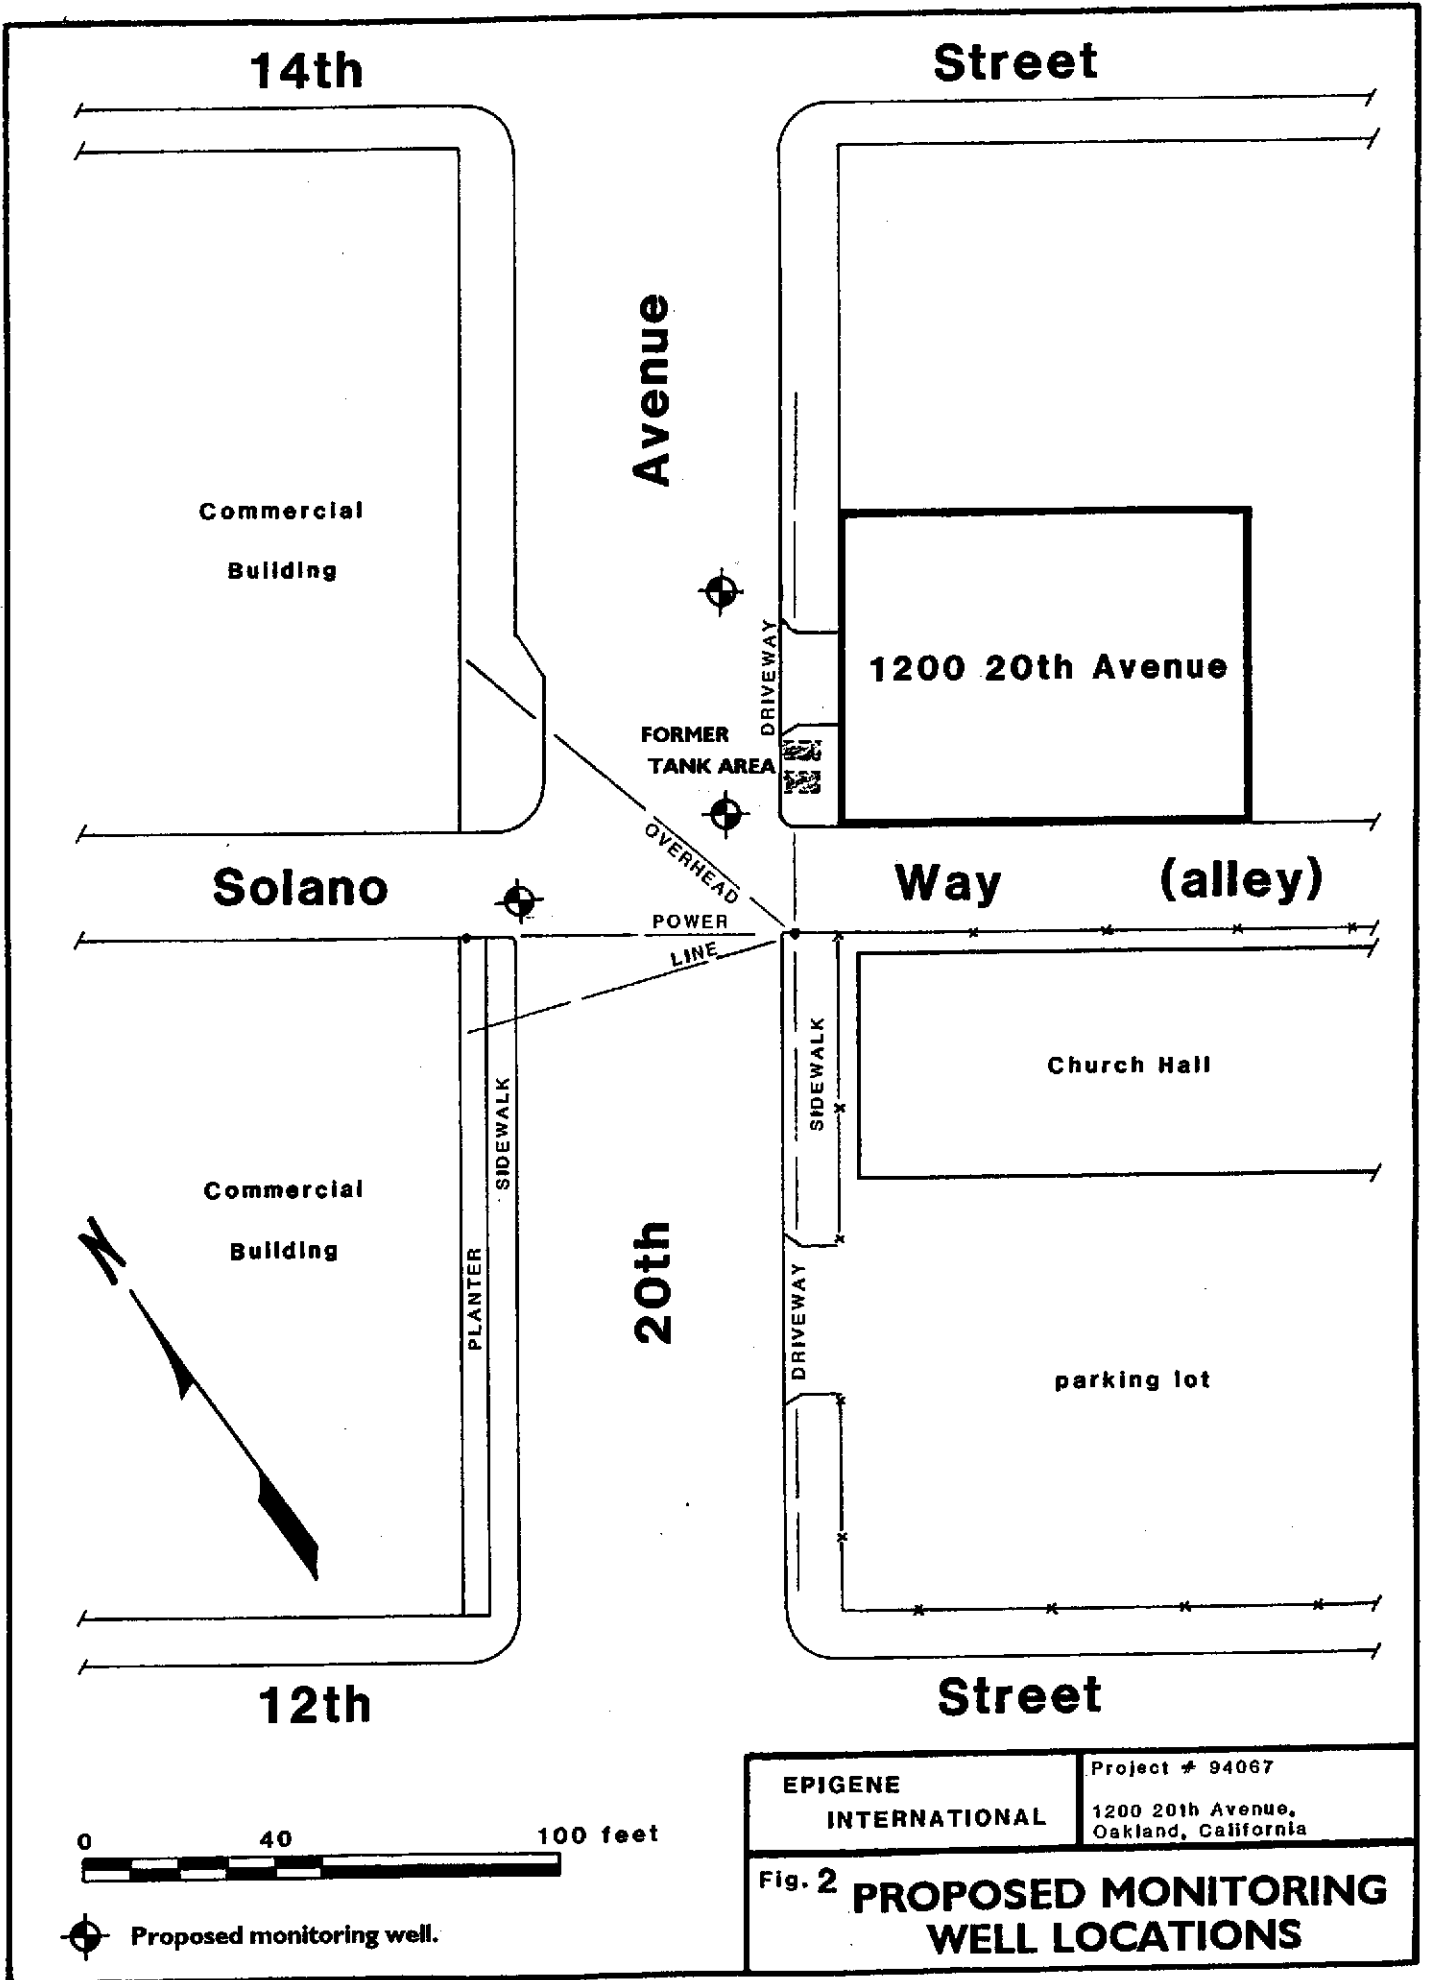 14th Street
Avenue
Commercial
Building
DRIVEWAY
1200 20th Avenue
FORMER
TANK AREA
OVERHEAD
Solano Way (alley)
POWER
LINE
SIDEWALK
Church Hall
SIDEWALK
Commercial
Building
N
20th
PLANTER
DRIVEWAY
parking lot
12th Street
EPIGENE
INTERNATIONAL
Project # 94067
1200 20th Avenue,
Oakland, California
0 40 100 feet
Fig. 2 PROPOSED MONITORING
WELL LOCATIONS
Proposed monitoring well.